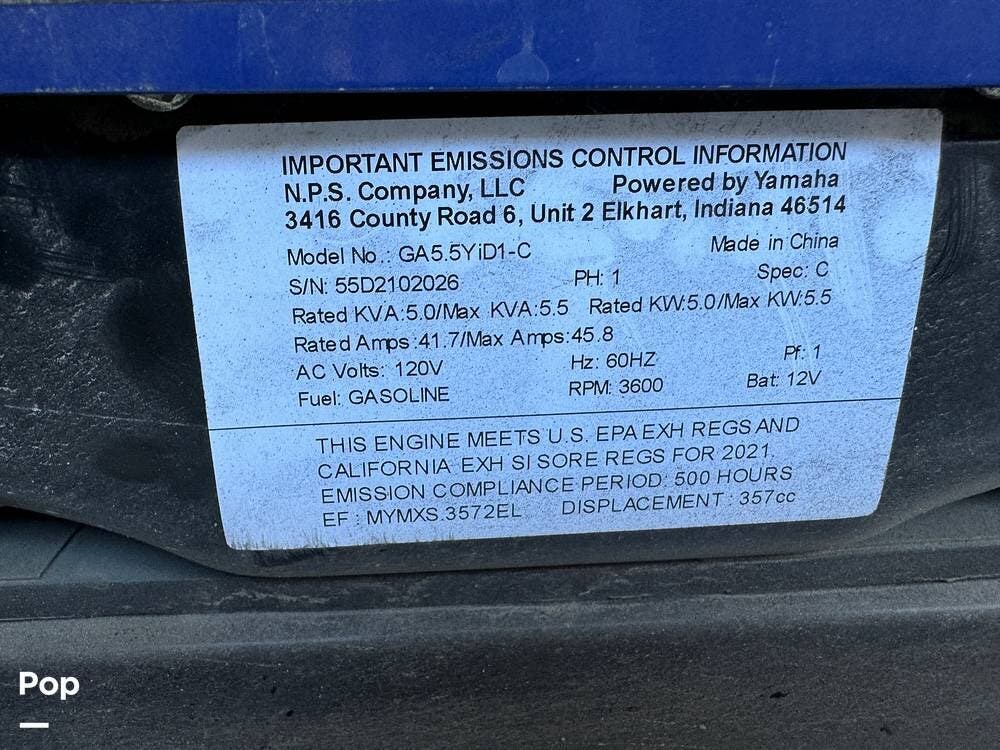 IMPORTANT EMISSIONS CONTROL INFORMATION
N.P.S. Company, LLC Powered by Yamaha
3416 County Road 6, Unit 2 Elkhart, Indiana 46514
Model No.: GA5.5YiD1-C Made in China
S/N: 55D2102026 PH: 1 Spec: C
Rated KVA:5.0/Max KVA:5.5 Rated KW:5.0/Max KW:5.5
Rated Amps:41.7/Max Amps:45.8
AC Volts: 120V Hz: 60HZ Pf: 1
Fuel: GASOLINE RPM: 3600 Bat: 12V
THIS ENGINE MEETS U.S. EPA EXH REGS AND
CALIFORNIA EXH SI SORE REGS FOR 2021.
EMISSION COMPLIANCE PERIOD: 500 HOURS
EF : MYMXS.3572EL DISPLACEMENT : 357cc
Pop